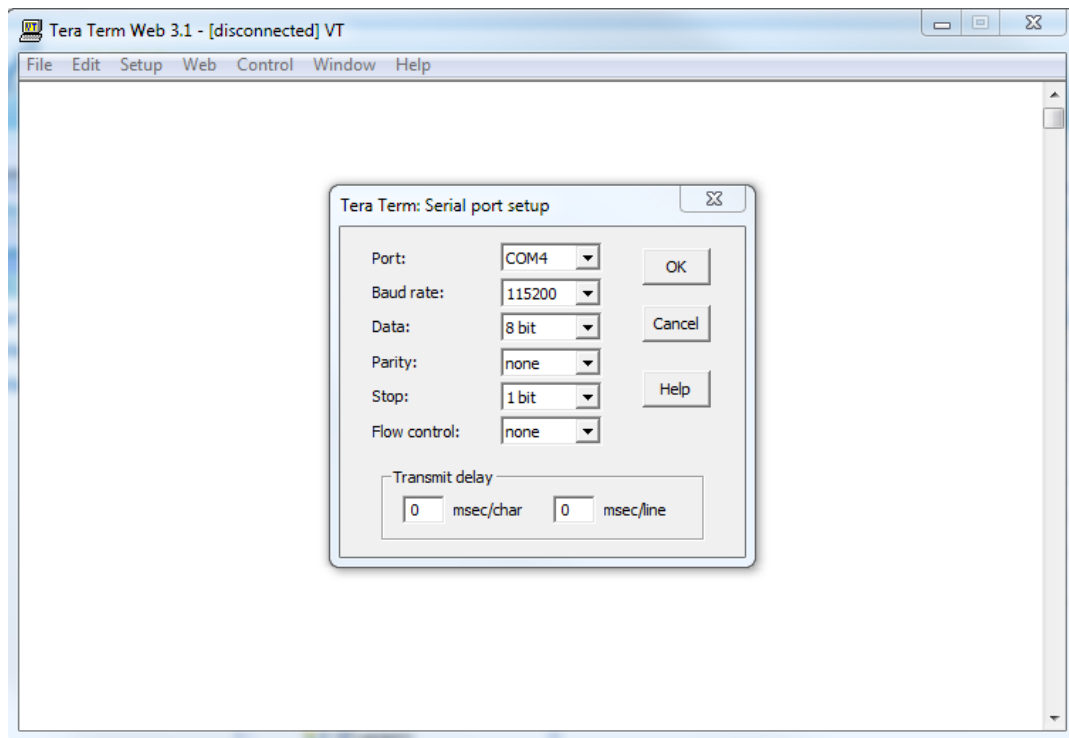 Tera Term Web 3.1 - [disconnected] VT
File Edit Setup Web Control Window Help
Tera Term: Serial port setup
Port: COM4 OK
Baud rate: 115200
Data: 8 bit Cancel
Parity: none
Stop: 1 bit Help
Flow control: none
Transmit delay
0 msec/char 0 msec/line